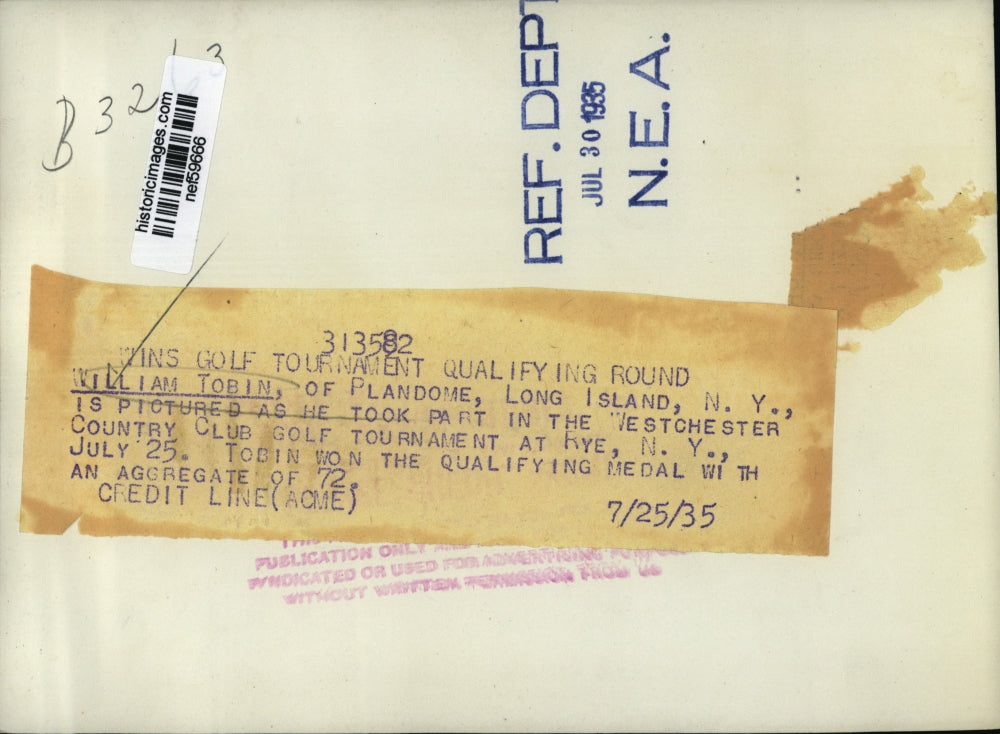 historicimages.com
nef59666
REF. DEPT
JUL 30 1935
N.E.A.
313582
WINS GOLF TOURNAMENT QUALIFYING ROUND
WILLIAM TOBIN, OF PLANDOME, LONG ISLAND, N. Y.,
IS PICTURED AS HE TOOK PART IN THE WESTCHESTER
COUNTRY CLUB GOLF TOURNAMENT AT RYE, N. Y.,
JULY 25. TOBIN WON THE QUALIFYING MEDAL WITH
AN AGGREGATE OF 72.
CREDIT LINE(ACME) 7/25/35
PUBLICATION ONLY
SYNDICATED OR USED FOR ADVERTISING
WITHOUT WRITTEN PERMISSION FROM US